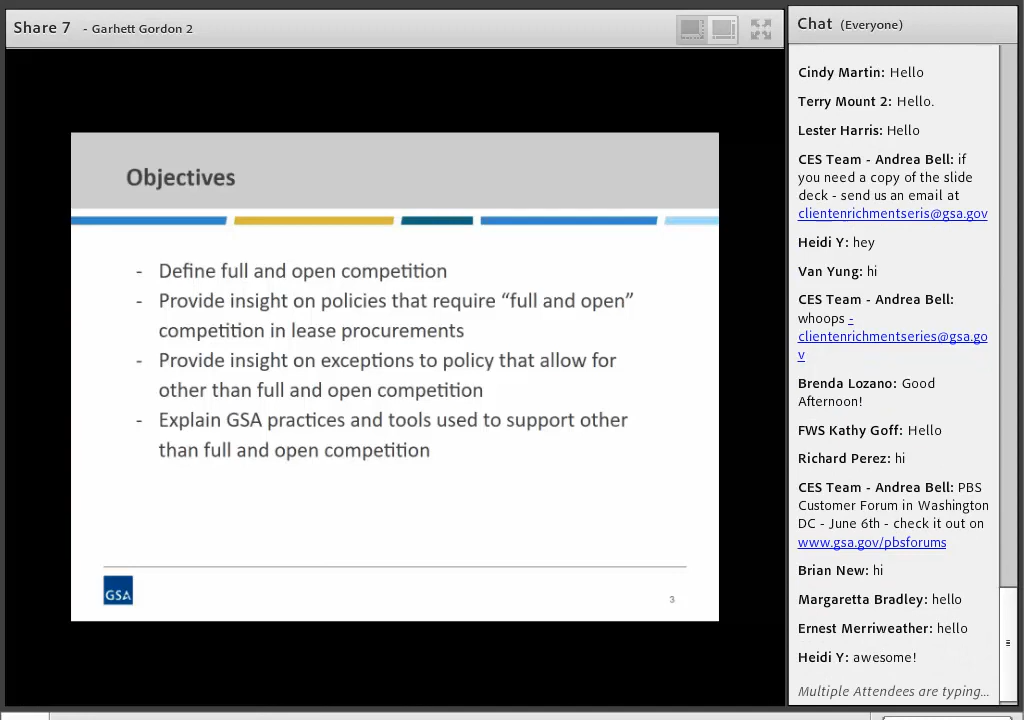 Share 7 - Garhett Gordon 2
Objectives
- Define full and open competition
- Provide insight on policies that require “full and open”
competition in lease procurements
- Provide insight on exceptions to policy that allow for
other than full and open competition
- Explain GSA practices and tools used to support other
than full and open competition
GSA
3
Chat (Everyone)
Cindy Martin: Hello
Terry Mount 2: Hello.
Lester Harris: Hello
CES Team - Andrea Bell: if
you need a copy of the slide
deck - send us an email at
clientenrichmentseris@gsa.gov
Heidi Y: hey
Van Yung: hi
CES Team - Andrea Bell:
whoops -
clientenrichmentseries@gsa.go
v
Brenda Lozano: Good
Afternoon!
FWS Kathy Goff: Hello
Richard Perez: hi
CES Team - Andrea Bell: PBS
Customer Forum in Washington
DC - June 6th - check it out on
www.gsa.gov/pbsforums
Brian New: hi
Margaretta Bradley: hello
Ernest Merriweather: hello
Heidi Y: awesome!
Multiple Attendees are typing...